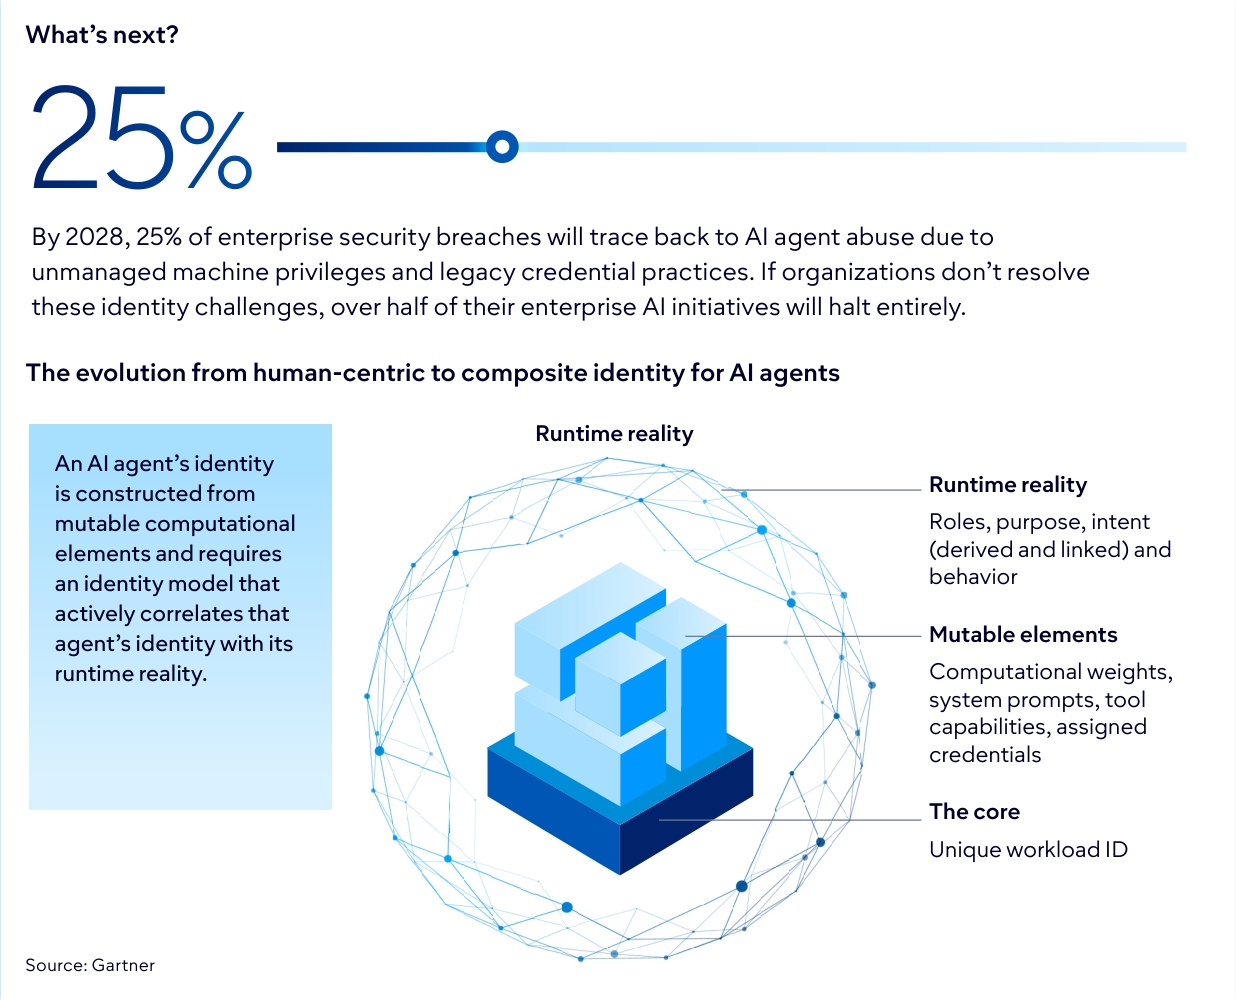 What's next?
25%
By 2028, 25% of enterprise security breaches will trace back to AI agent abuse due to
unmanaged machine privileges and legacy credential practices. If organizations don't resolve
these identity challenges, over half of their enterprise AI initiatives will halt entirely.
The evolution from human-centric to composite identity for AI agents
An AI agent's identity
is constructed from
mutable computational
elements and requires
an identity model that
actively correlates that
agent's identity with its
runtime reality.
Runtime reality
Runtime reality
Roles, purpose, intent
(derived and linked) and
behavior
Mutable elements
Computational weights,
system prompts, tool
capabilities, assigned
credentials
The core
Unique workload ID
Source: Gartner